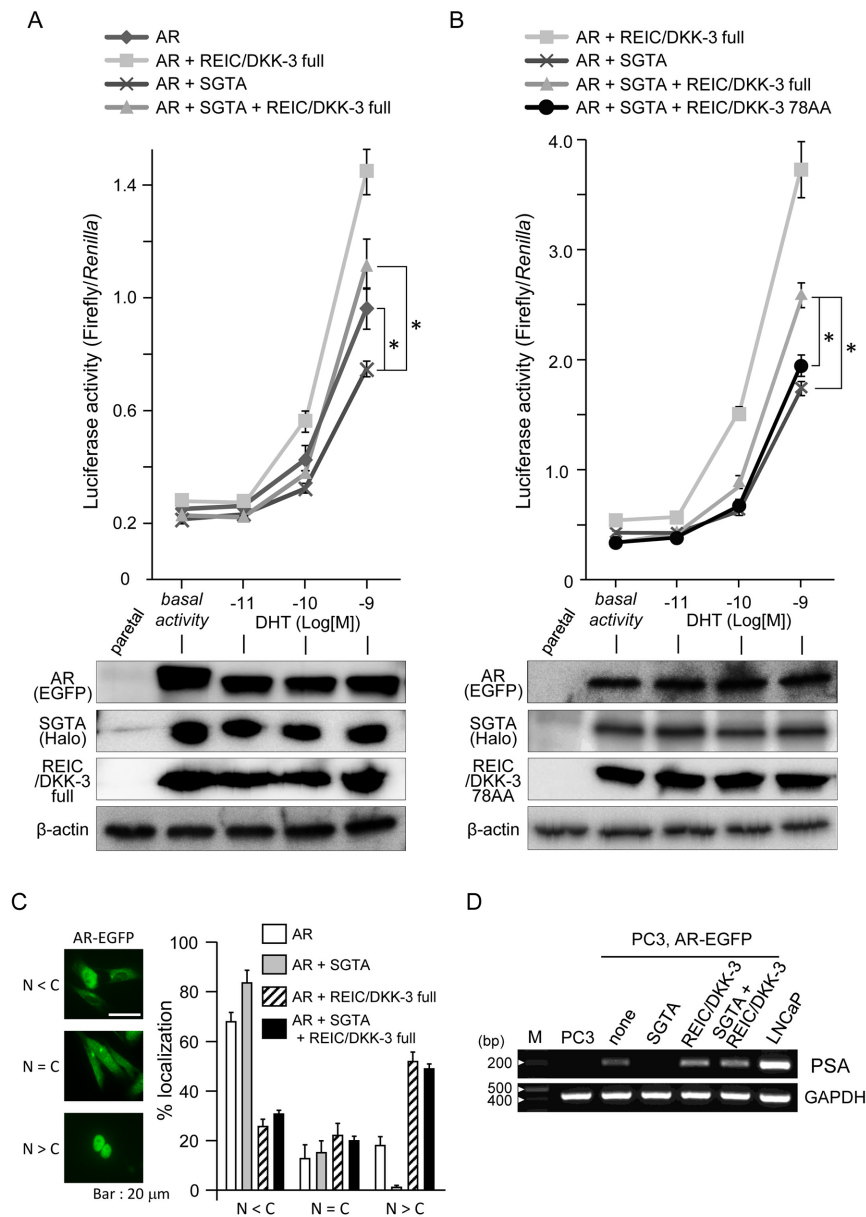 A
AR
AR + REIC/DKK-3 full
AR + SGTA
AR + SGTA + REIC/DKK-3 full
Luciferase activity (Firefly/Renilla)
1.4
1.0
0.6
0.2
0
*
*
basal activity
-11
-10
-9
DHT (Log[M])
paretal
AR
(EGFP)
SGTA
(Halo)
REIC
/DKK-3
full
β-actin
B
AR + REIC/DKK-3 full
AR + SGTA
AR + SGTA + REIC/DKK-3 full
AR + SGTA + REIC/DKK-3 78AA
Luciferase activity (Firefly/Renilla)
4.0
3.0
2.0
1.0
0
*
*
basal activity
-11
-10
-9
DHT (Log[M])
paretal
AR
(EGFP)
SGTA
(Halo)
REIC
/DKK-3
78AA
β-actin
C
AR-EGFP
N < C
N = C
N > C
Bar : 20 μm
% localization
100
80
60
40
20
0
AR
AR + SGTA
AR + REIC/DKK-3 full
AR + SGTA
+ REIC/DKK-3 full
N < C
N = C
N > C
D
PC3, AR-EGFP
(bp)
M
PC3
none
SGTA
REIC/DKK-3
SGTA +
REIC/DKK-3
LNCaP
200
PSA
500
400
GAPDH